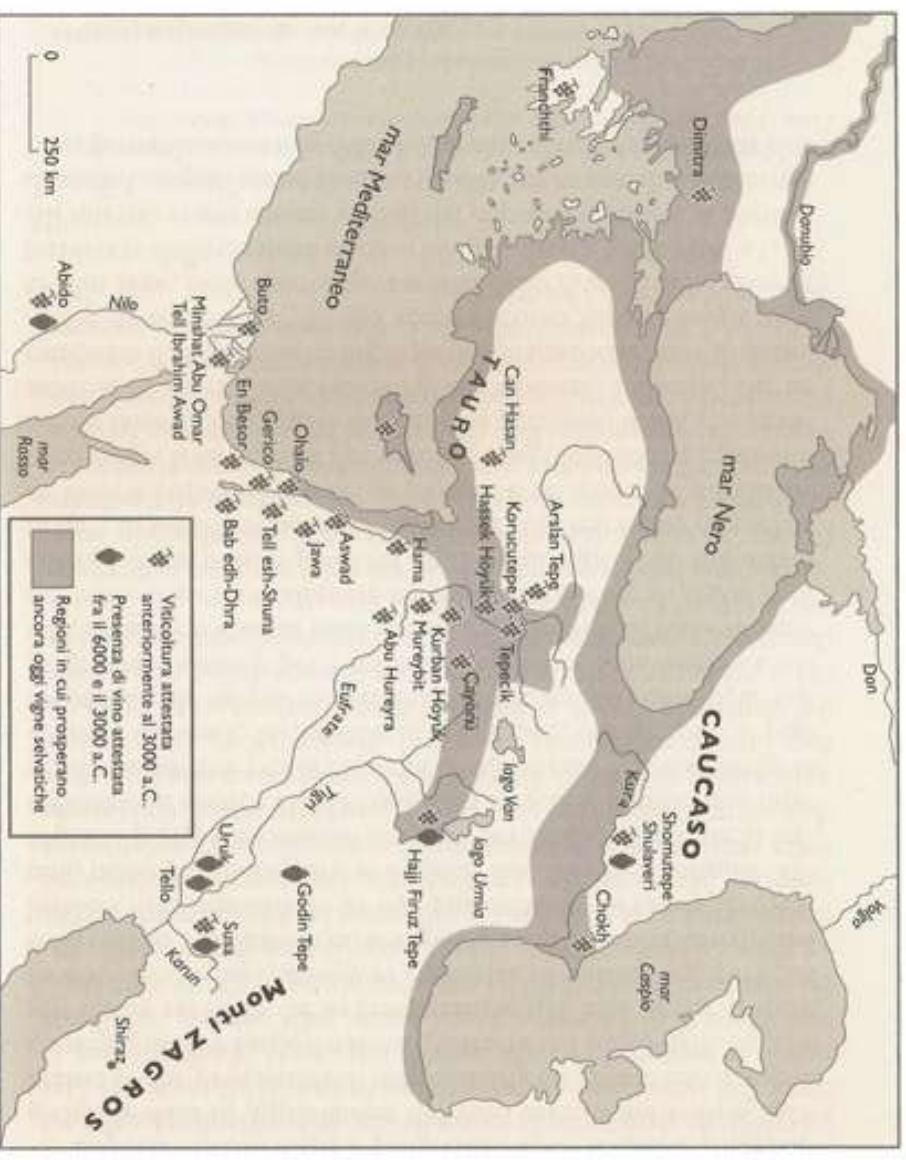 Danubio
Don
Volga
Dimitra
Franchthi
mar Nero
CAUCASO
Kura
Shomutepe
Shulaveri
Chokh
mar
Caspio
TAURO
Can Hasan
Arslan Tepe
Korucutepe
Hassek Höyük
Tepecik
lago Van
lago Urmia
Cayönü
Kurban Höyük
Mureybit
Abu Hureyra
Hajji Firuz Tepe
mar Mediterraneo
Hama
Aswad
Jawa
Ohalo
Tell esh-Shuna
Gerico
Bab edh-Dhra
En Besor
Buto
Minshat Abu Omar
Tell Ibrahim Awad
Nilo
Abido
mar
Rosso
Eufrate
Tigri
Godin Tepe
Uruk
Tello
Susa
Karun
Monti ZAGROS
Shiraz
0
250 km
Viticoltura attestata
anteriormente al 3000 a.C.
Presenza di vino attestata
fra il 6000 e il 3000 a.C.
Regioni in cui prosperano
ancora oggi vigne selvatiche